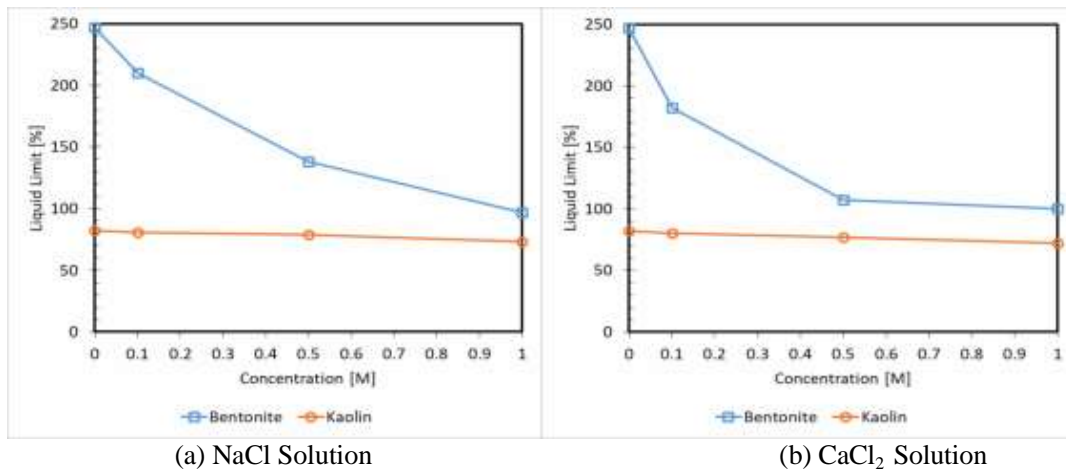 250
200
150
100
50
0
Liquid Limit [%]
0 0.1 0.2 0.3 0.4 0.5 0.6 0.7 0.8 0.9 1
Concentration [M]
Bentonite Kaolin
(a) NaCl Solution
250
200
150
100
50
0
Liquid Limit [%]
0 0.1 0.2 0.3 0.4 0.5 0.6 0.7 0.8 0.9 1
Concentration [M]
Bentonite Kaolin
(b) CaCl₂ Solution